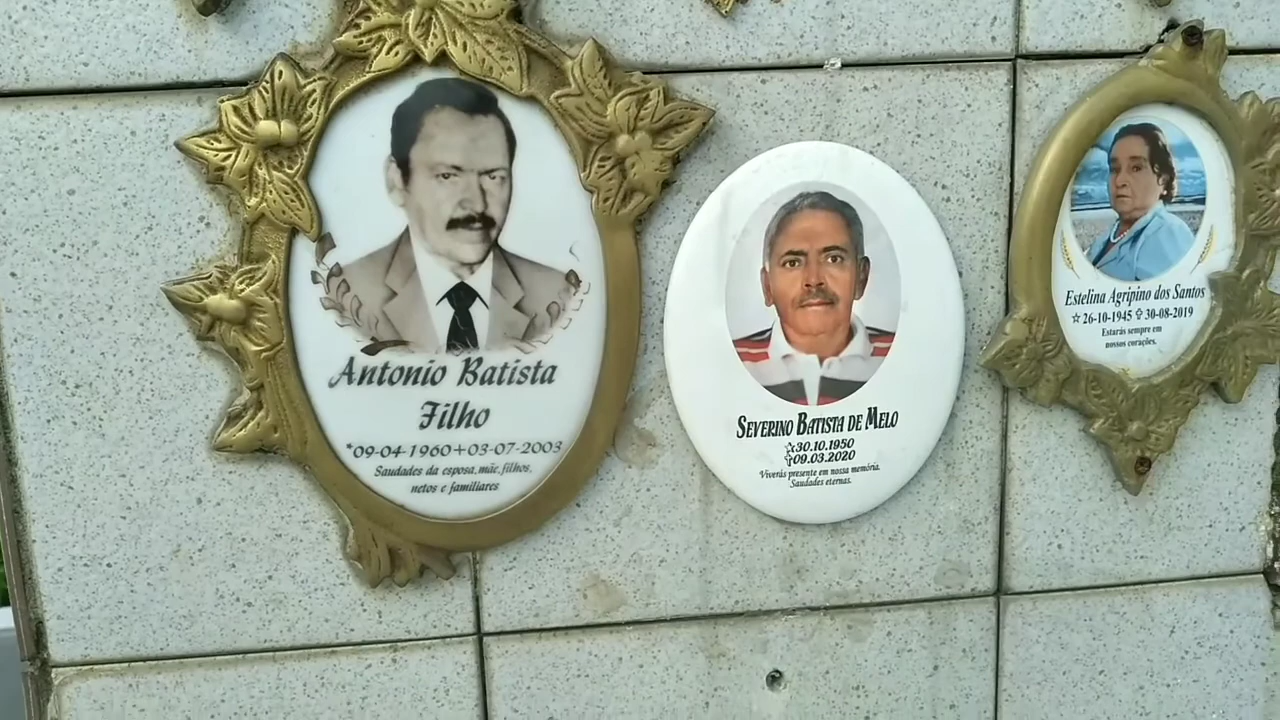 Antonio Batista
Filho
*09-04-1960+03-07-2003
Saudades da esposa, mãe, filhos,
netos e familiares
Severino Batista de Melo
☆30.10.1950
✞09.03.2020
Viverás presente em nossa memória.
Saudades eternas.
Estelina Agripino dos Santos
☆ 26-10-1945 ✞ 30-08-2019
Estarás sempre em
nossos corações.